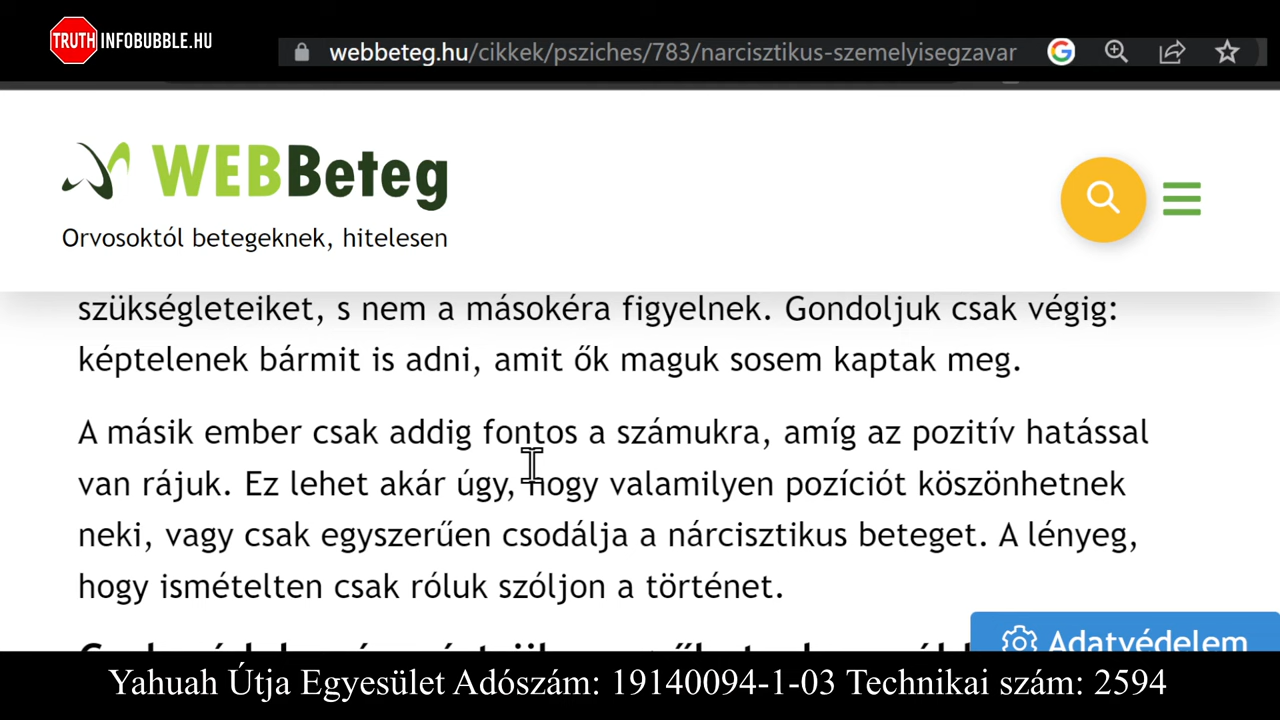 TRUTH INFOBUBBLE.HU
webbeteg.hu/cikkek/psziches/783/narcisztikus-szemelyisegzavar
WEBBeteg
Orvosoktól betegeknek, hitelesen
szükségleteiket, s nem a másokéra figyelnek. Gondoljuk csak végig:
képtelenek bármit is adni, amit ők maguk sosem kaptak meg.
A másik ember csak addig fontos a számukra, amíg az pozitív hatással
van rájuk. Ez lehet akár úgy, hogy valamilyen pozíciót köszönhetnek
neki, vagy csak egyszerűen csodálja a nárcisztikus beteget. A lényeg,
hogy ismételten csak róluk szóljon a történet.
Adatvédelem
Yahuah Útja Egyesület Adószám: 19140094-1-03 Technikai szám: 2594